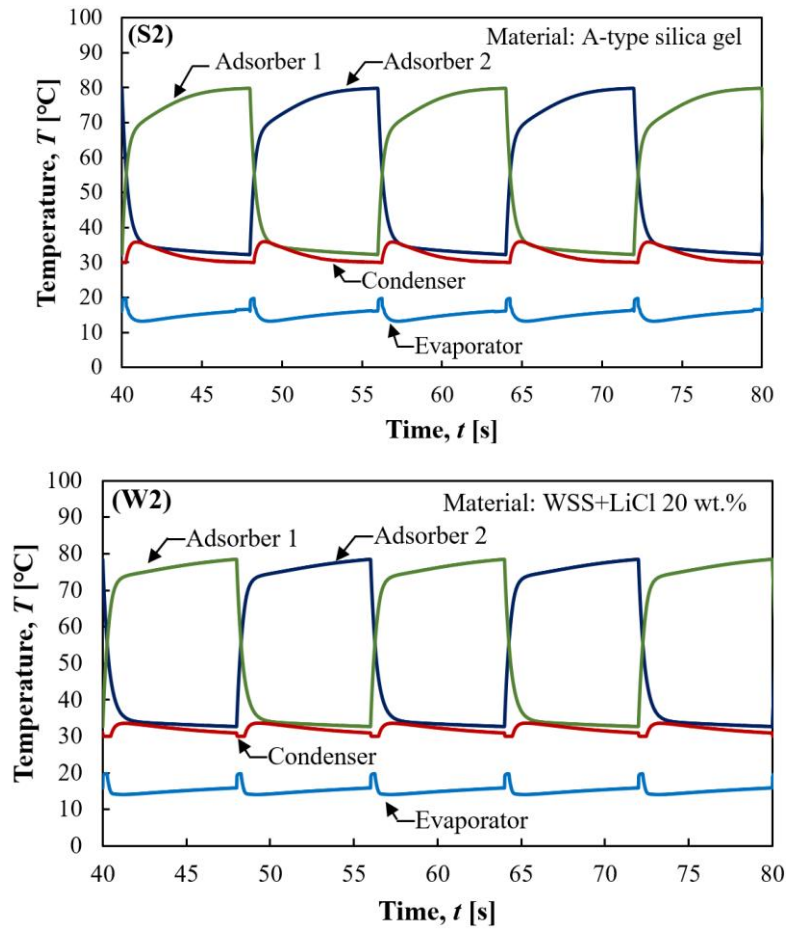 (S2)
Material: A-type silica gel
Adsorber 1
Adsorber 2
Condenser
Evaporator
Temperature, T [°C]
100
90
80
70
60
50
40
30
20
10
0
40 45 50 55 60 65 70 75 80
Time, t [s]
(W2)
Material: WSS+LiCl 20 wt.%
Adsorber 1
Adsorber 2
Condenser
Evaporator
Temperature, T [°C]
100
90
80
70
60
50
40
30
20
10
0
40 45 50 55 60 65 70 75 80
Time, t [s]